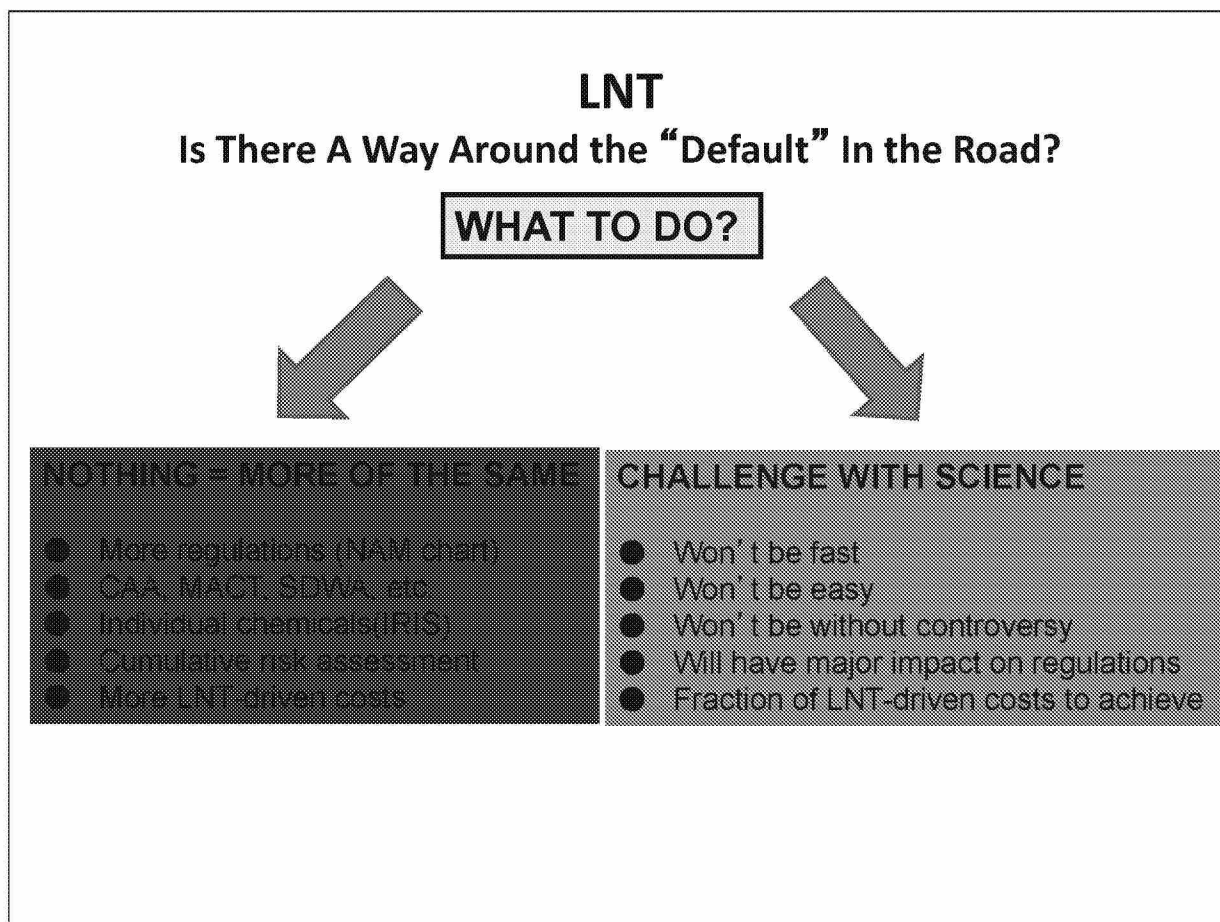 LNT
Is There A Way Around the “Default” In the Road?
WHAT TO DO?
NOTHING = MORE OF THE SAME
● More regulations (NAM chart)
● CAA, MACT, SDWA, etc
● Individual chemicals(IRIS)
● Cumulative risk assessment
● More LNT-driven costs
CHALLENGE WITH SCIENCE
● Won’t be fast
● Won’t be easy
● Won’t be without controversy
● Will have major impact on regulations
● Fraction of LNT-driven costs to achieve